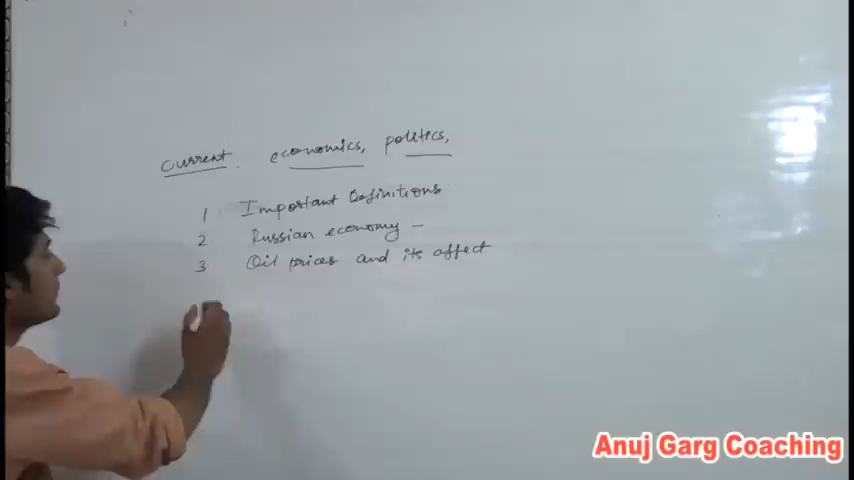 current. economics, politics,
1 Important Definitions
2 Russian economy -
3 Oil prices and its affect
Anuj Garg Coaching